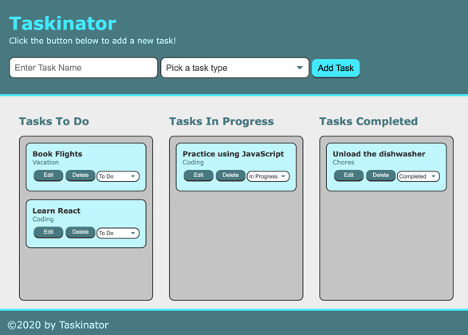 Taskinator
Click the button below to add a new task!
Enter Task Name
Pick a task type
Add Task
Tasks To Do
Book Flights
Vacation
Edit Delete To Do
Learn React
Coding
Edit Delete To Do
Tasks In Progress
Practice using JavaScript
Coding
Edit Delete In Progress
Tasks Completed
Unload the dishwasher
Chores
Edit Delete Completed
©2020 by Taskinator